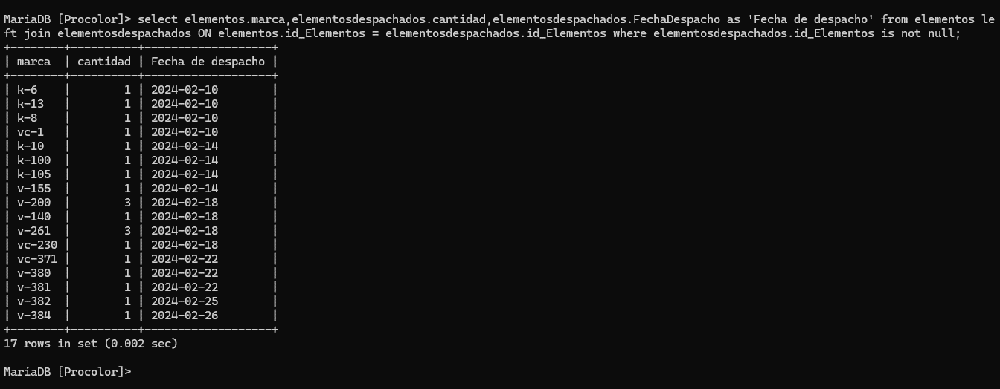 MariaDB [Procolor]> select elementos.marca,elementosdespachados.cantidad,elementosdespachados.FechaDespacho as 'Fecha de despacho' from elementos le
ft join elementosdespachados ON elementos.id_Elementos = elementosdespachados.id_Elementos where elementosdespachados.id_Elementos is not null;
+--------+----------+-------------------+
| marca  | cantidad | Fecha de despacho |
+--------+----------+-------------------+
| k-6    |        1 | 2024-02-10        |
| k-13   |        1 | 2024-02-10        |
| k-8    |        1 | 2024-02-10        |
| vc-1   |        1 | 2024-02-10        |
| k-10   |        1 | 2024-02-14        |
| k-100  |        1 | 2024-02-14        |
| k-105  |        1 | 2024-02-14        |
| v-155  |        1 | 2024-02-14        |
| v-200  |        3 | 2024-02-18        |
| v-140  |        1 | 2024-02-18        |
| v-261  |        3 | 2024-02-18        |
| vc-230 |        1 | 2024-02-18        |
| vc-371 |        1 | 2024-02-22        |
| v-380  |        1 | 2024-02-22        |
| v-381  |        1 | 2024-02-22        |
| v-382  |        1 | 2024-02-25        |
| v-384  |        1 | 2024-02-26        |
+--------+----------+-------------------+
17 rows in set (0.002 sec)
MariaDB [Procolor]>